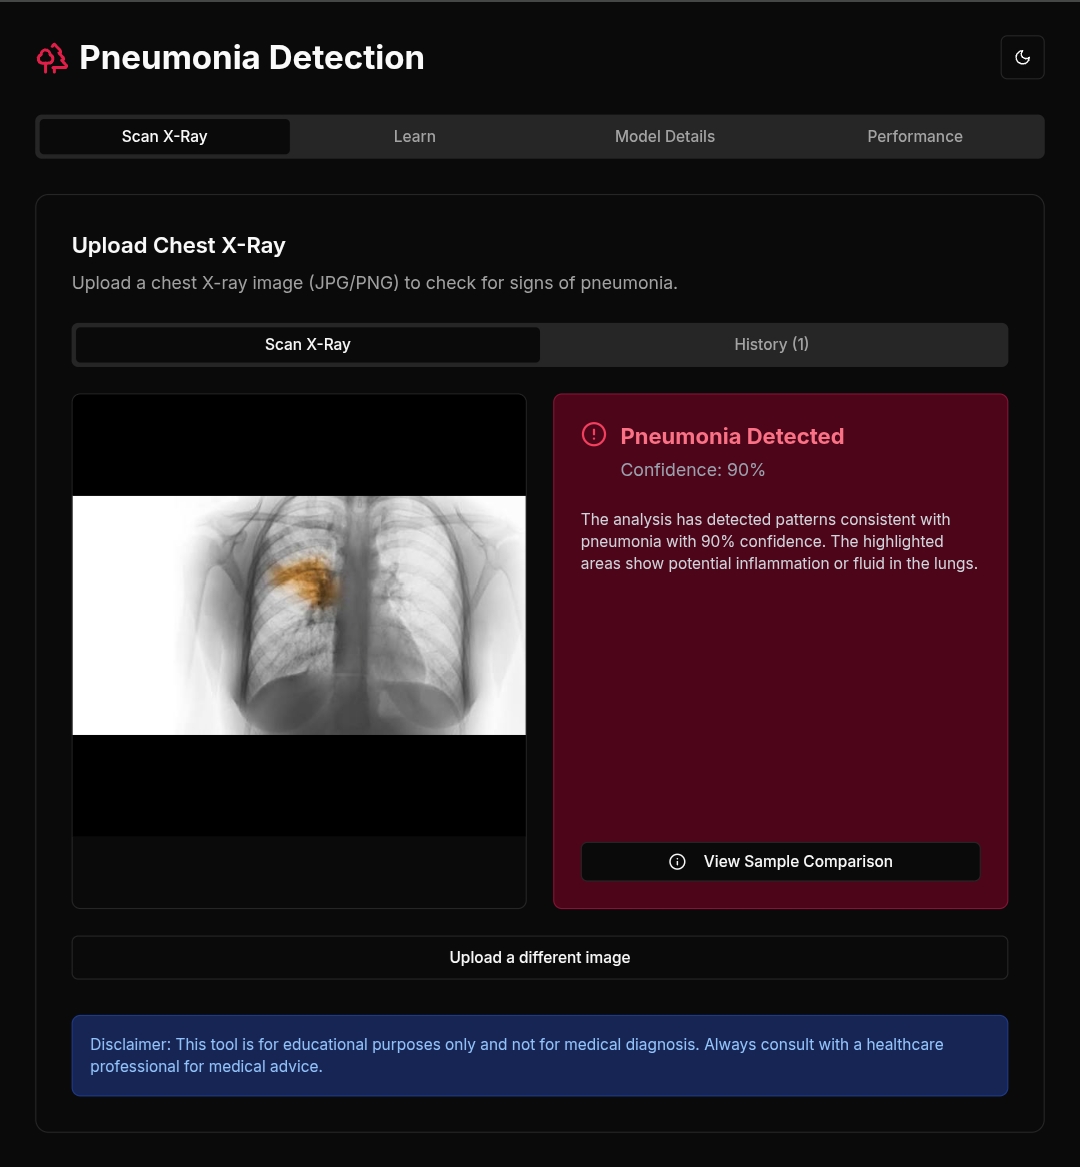 Pneumonia Detection
Scan X-Ray
Learn
Model Details
Performance
Upload Chest X-Ray
Upload a chest X-ray image (JPG/PNG) to check for signs of pneumonia.
Scan X-Ray
History (1)
Pneumonia Detected
Confidence: 90%
The analysis has detected patterns consistent with
pneumonia with 90% confidence. The highlighted
areas show potential inflammation or fluid in the lungs.
View Sample Comparison
Upload a different image
Disclaimer: This tool is for educational purposes only and not for medical diagnosis. Always consult with a healthcare
professional for medical advice.